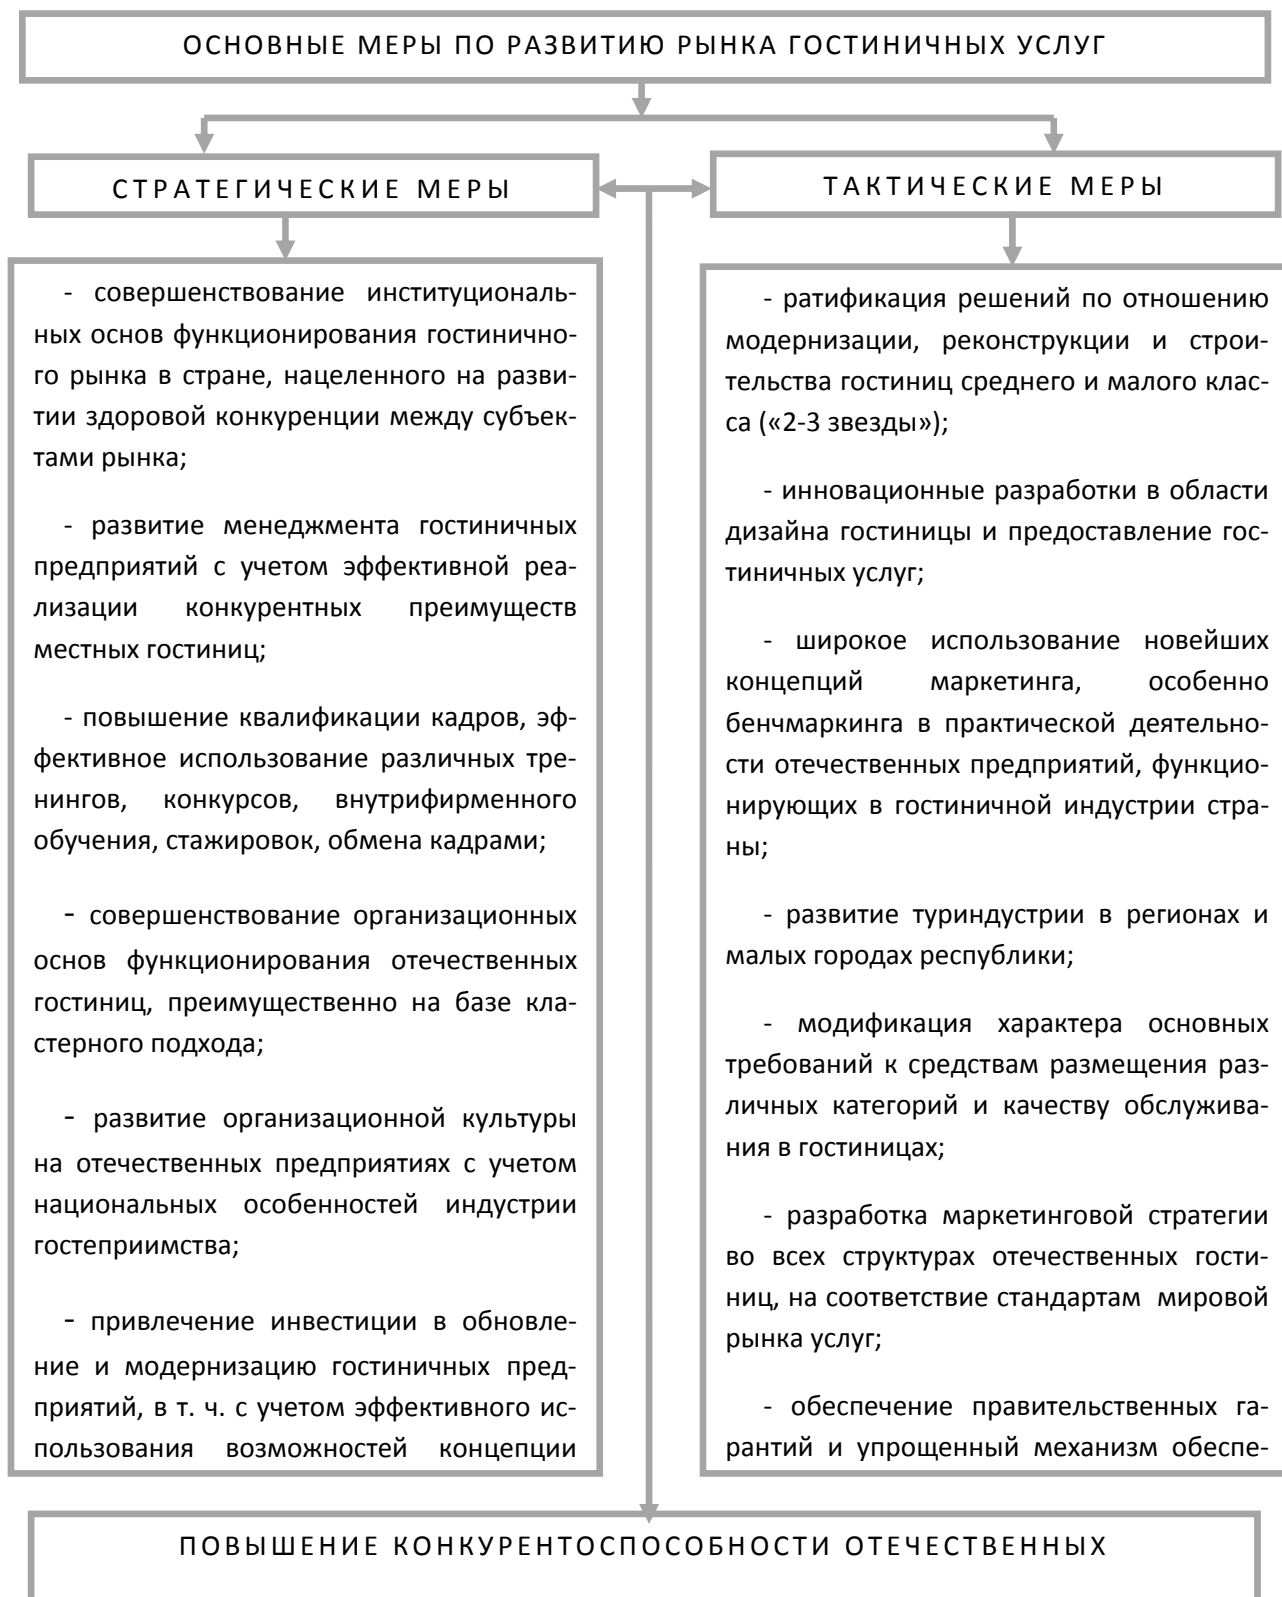 ОСНОВНЫЕ МЕРЫ ПО РАЗВИТИЮ РЫНКА ГОСТИНИЧНЫХ УСЛУГ
СТРАТЕГИЧЕСКИЕ МЕРЫ
- совершенствование институциональ-
ных основ функционирования гостинично-
го рынка в стране, нацеленного на разви-
тии здоровой конкуренции между субъек-
тами рынка;
- развитие менеджмента гостиничных
предприятий с учетом эффективной реа-
лизации конкурентных преимуществ
местных гостиниц;
- повышение квалификации кадров, эф-
фективное использование различных тре-
нингов, конкурсов, внутрифирменного
обучения, стажировок, обмена кадрами;
- совершенствование организационных
основ функционирования отечественных
гостиниц, преимущественно на базе кла-
стерного подхода;
- развитие организационной культуры
на отечественных предприятиях с учетом
национальных особенностей индустрии
гостеприимства;
- привлечение инвестиции в обновле-
ние и модернизацию гостиничных пред-
приятий, в т. ч. с учетом эффективного ис-
пользования возможностей концепции
ТАКТИЧЕСКИЕ МЕРЫ
- ратификация решений по отношению
модернизации, реконструкции и строи-
тельства гостиниц среднего и малого клас-
са («2-3 звезды»);
- инновационные разработки в области
дизайна гостиницы и предоставление гос-
тиничных услуг;
- широкое использование новейших
концепций маркетинга, особенно
бенчмаркинга в практической деятельно-
сти отечественных предприятий, функцио-
нирующих в гостиничной индустрии стра-
ны;
- развитие туриндустрии в регионах и
малых городах республики;
- модификация характера основных
требований к средствам размещения раз-
личных категорий и качеству обслужива-
ния в гостиницах;
- разработка маркетинговой стратегии
во всех структурах отечественных гости-
ниц, на соответствие стандартам мировой
рынка услуг;
- обеспечение правительственных га-
рантий и упрощенный механизм обеспе-
ПОВЫШЕНИЕ КОНКУРЕНТОСПОСОБНОСТИ ОТЕЧЕСТВЕННЫХ